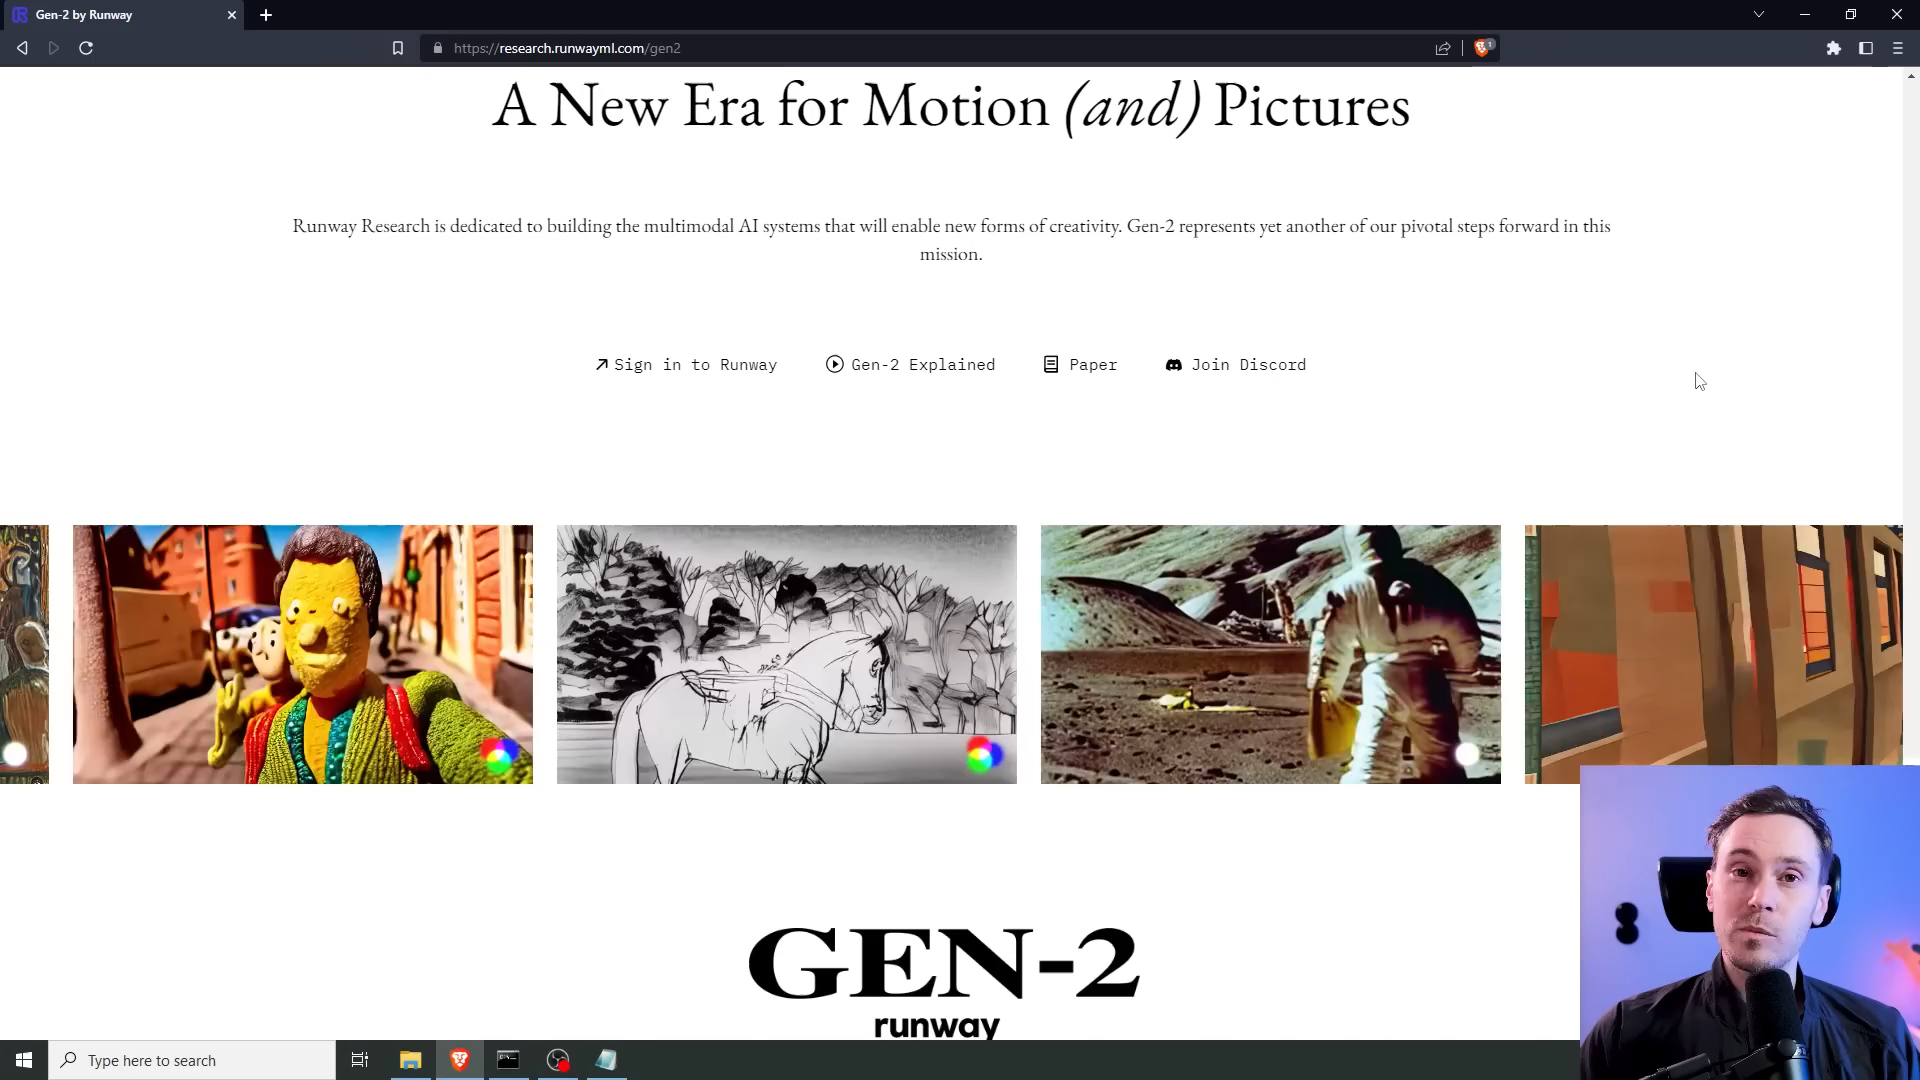 Gen-2 by Runway
https://research.runwayml.com/gen2
1
A New Era for Motion (and) Pictures
Runway Research is dedicated to building the multimodal AI systems that will enable new forms of creativity. Gen-2 represents yet another of our pivotal steps forward in this
mission.
Sign in to Runway
Gen-2 Explained
Paper
Join Discord
GEN-2
runway
Type here to search